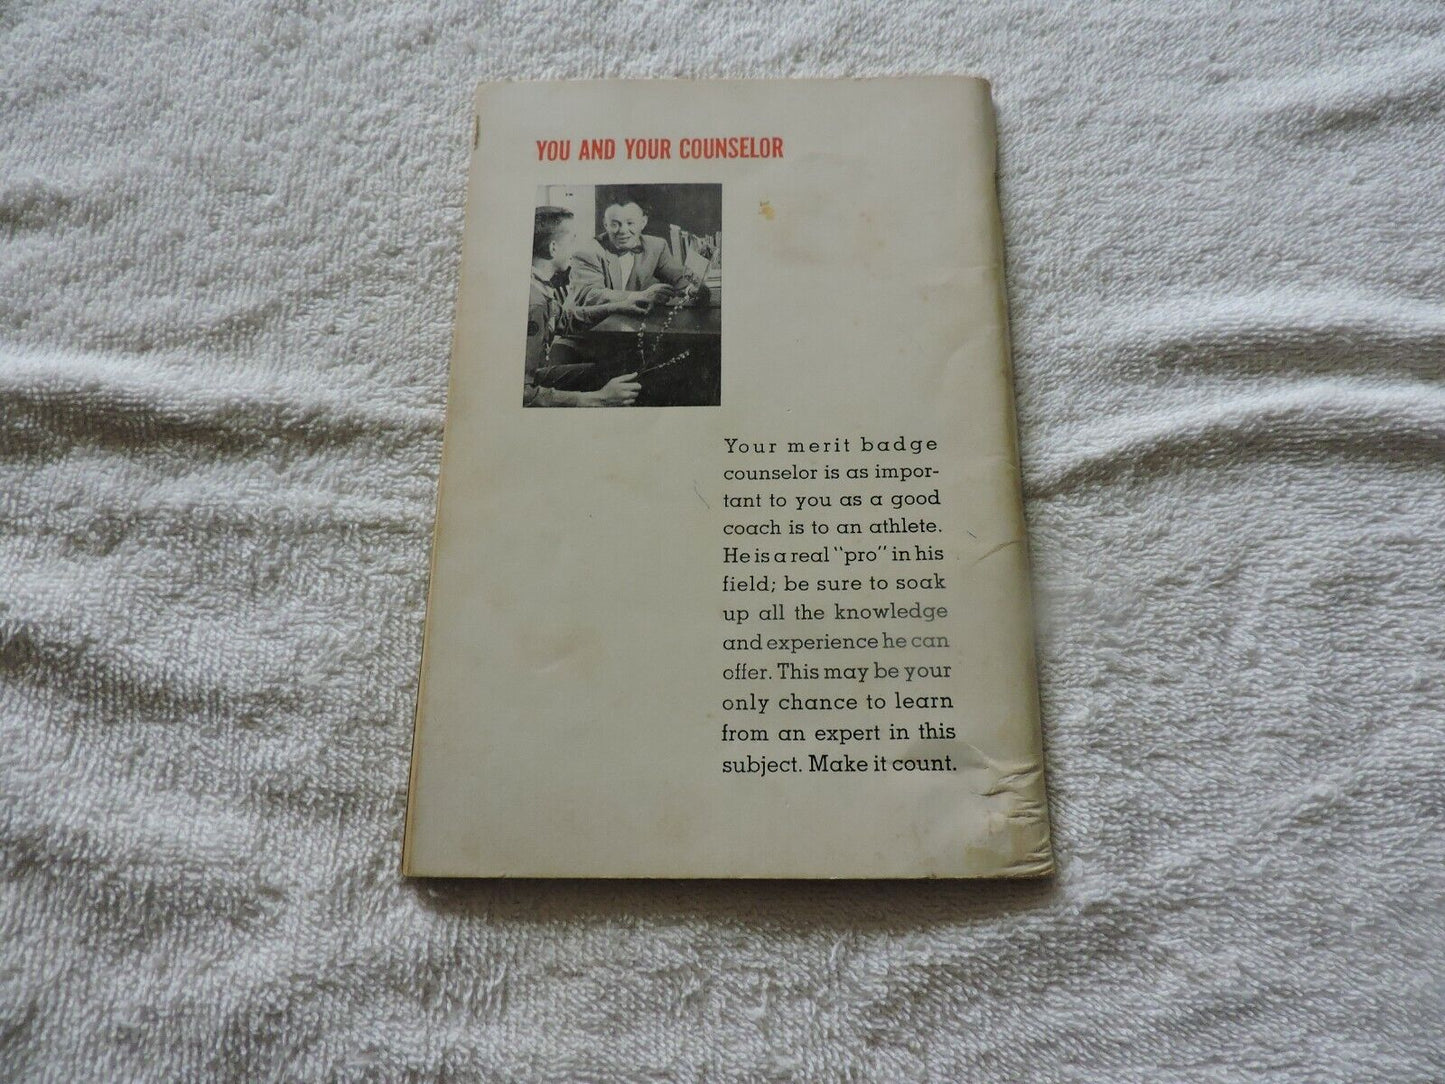 YOU AND YOUR COUNSELOR
Your merit badge
counselor is as impor-
tant to you as a good
coach is to an athlete.
He is a real "pro" in his
field; be sure to soak
up all the knowledge
and experience he can
offer. This may be your
only chance to learn
from an expert in this
subject. Make it count.